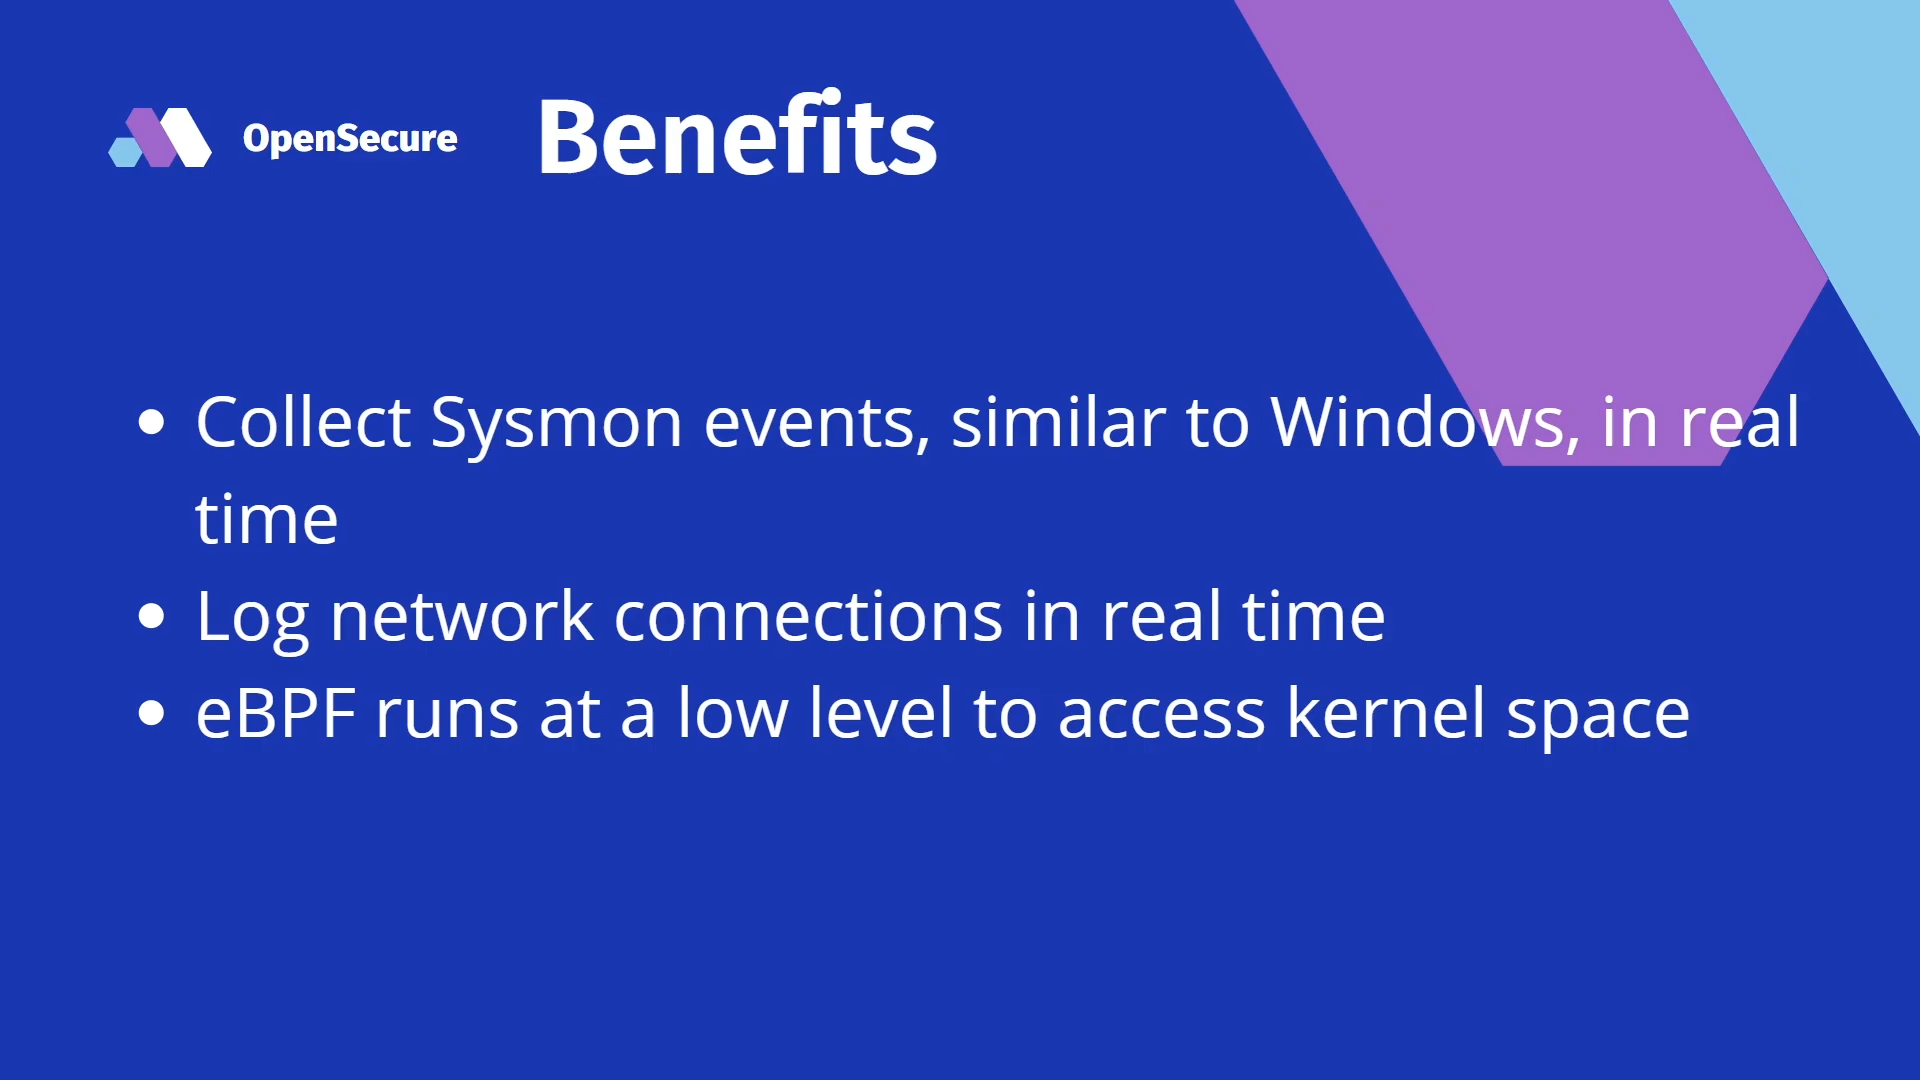 OpenSecure
Benefits
• Collect Sysmon events, similar to Windows, in real
time
• Log network connections in real time
• eBPF runs at a low level to access kernel space